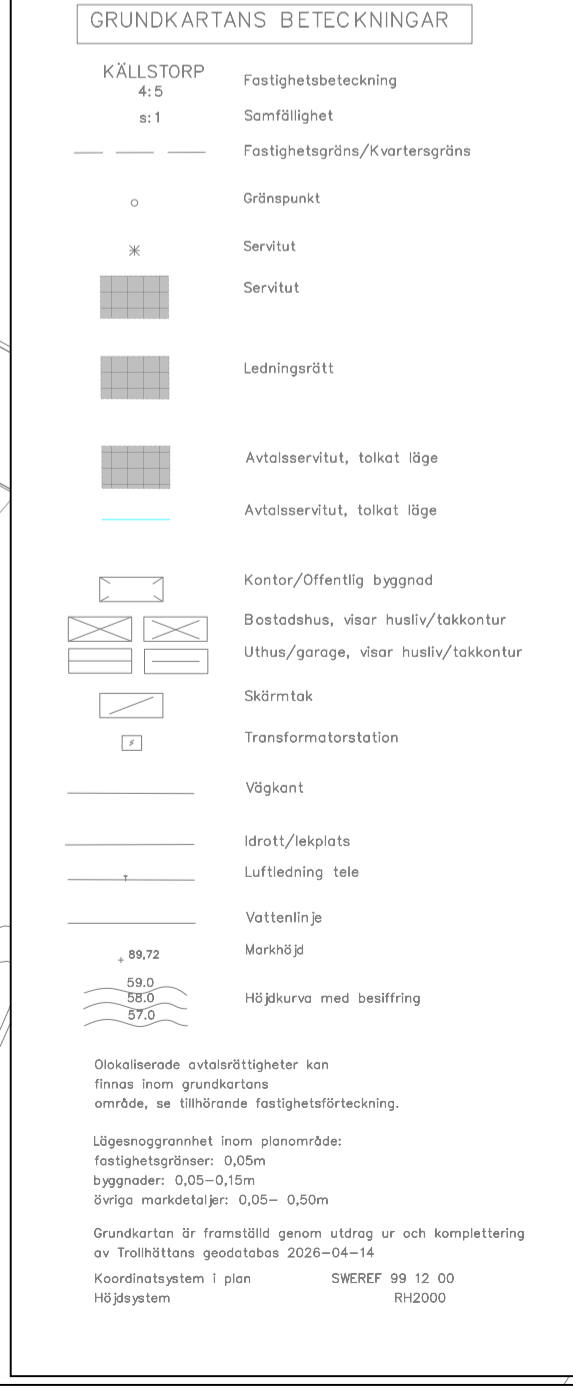 GRUNDKARTANS BETECKNINGAR
KÄLLSTORP
4:5
Fastighetsbeteckning
s:1 Samfällighet
Fastighetsgräns/Kvartersgräns
Gränspunkt
Servitut
Servitut
Ledningsrätt
Avtalsservitut, tolkat läge
Avtalsservitut, tolkat läge
Kontor/Offentlig byggnad
Bostadshus, visar husliv/takkontur
Uthus/garage, visar husliv/takkontur
Skärmtak
Transformatorstation
Vägkant
Idrott/lekplats
Luftledning tele
Vattenlinje
89,72 Markhöjd
59.0
58.0 Höjdkurva med besiffring
57.0
Olokaliserade avtalsrättigheter kan
finnas inom grundkartans
område, se tillhörande fastighetsförteckning.
Lägesnoggrannhet inom planområde:
fastighetsgränser: 0,05m
byggnader: 0,05-0,15m
övriga markdetaljer: 0,05- 0,50m
Grundkartan är framställd genom utdrag ur och komplettering
av Trollhättans geodatabas 2026-04-14
Koordinatsystem i plan SWEREF 99 12 00
Höjdsystem RH2000